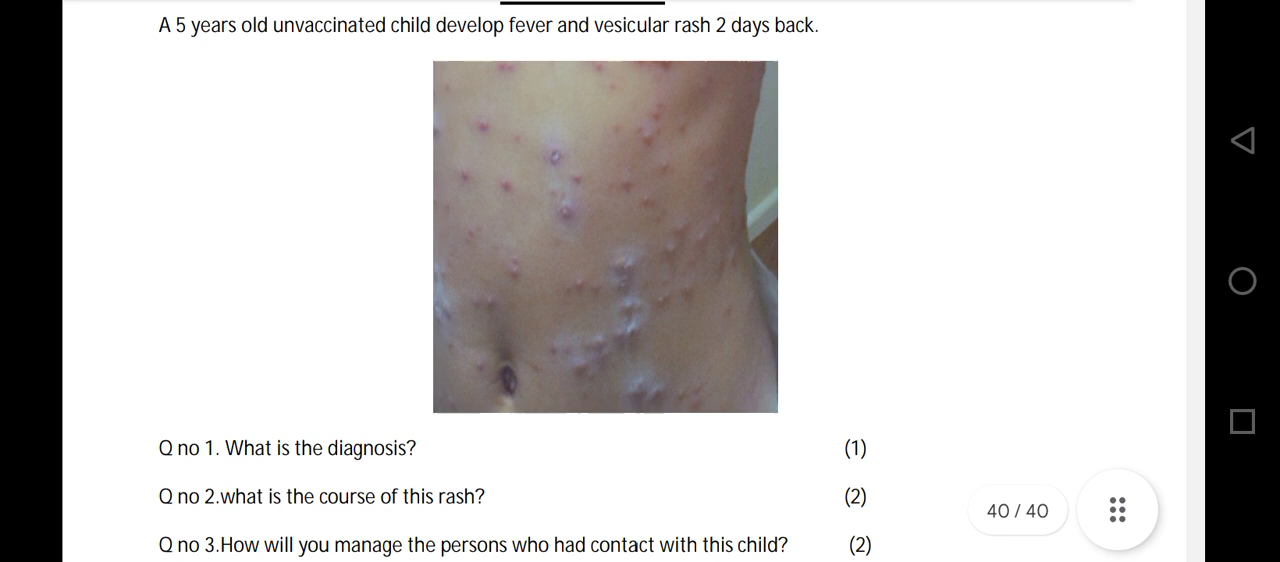 A 5 years old unvaccinated child develop fever and vesicular rash 2 days back.
Q no 1. What is the diagnosis? (1)
Q no 2.what is the course of this rash? (2)
40 / 40
Q no 3.How will you manage the persons who had contact with this child? (2)